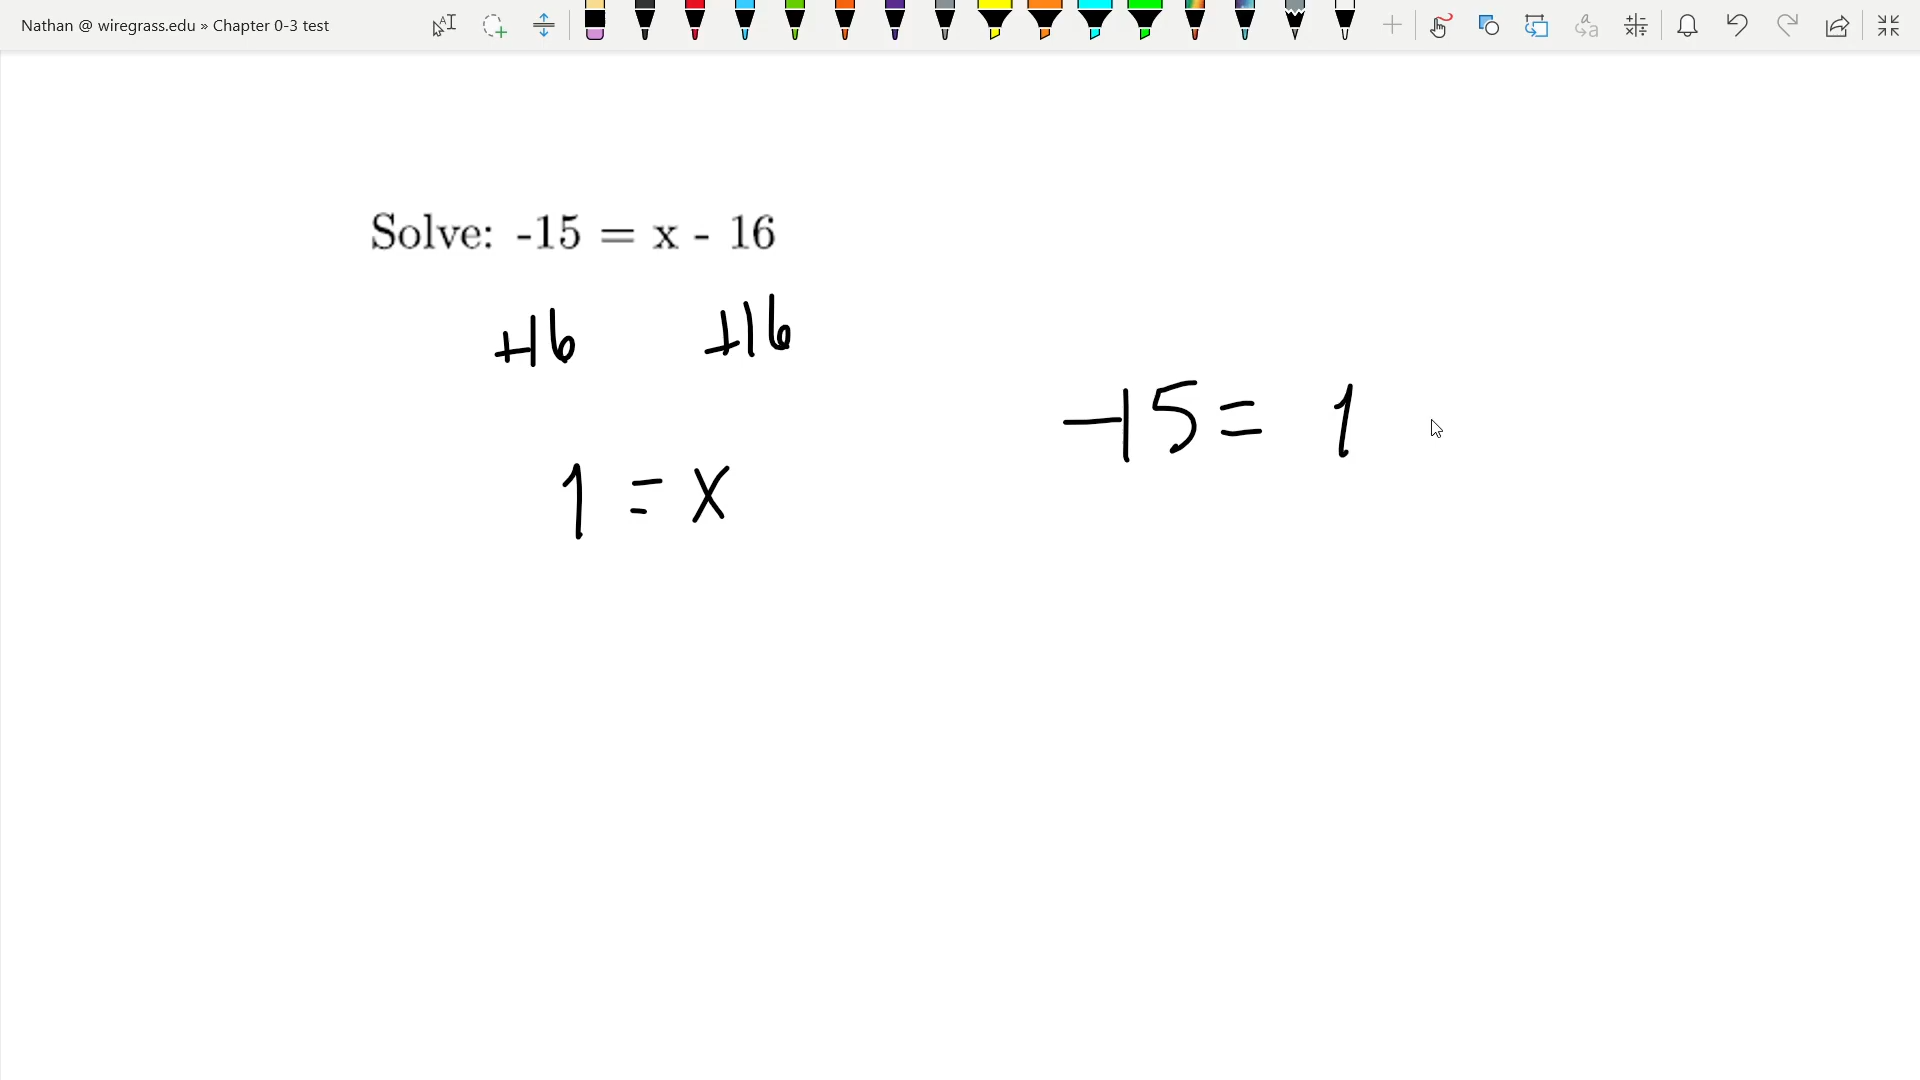 Nathan @ wiregrass.edu » Chapter 0-3 test
Solve: -15 = x - 16
+16 +16
1 = x
-15 = 1